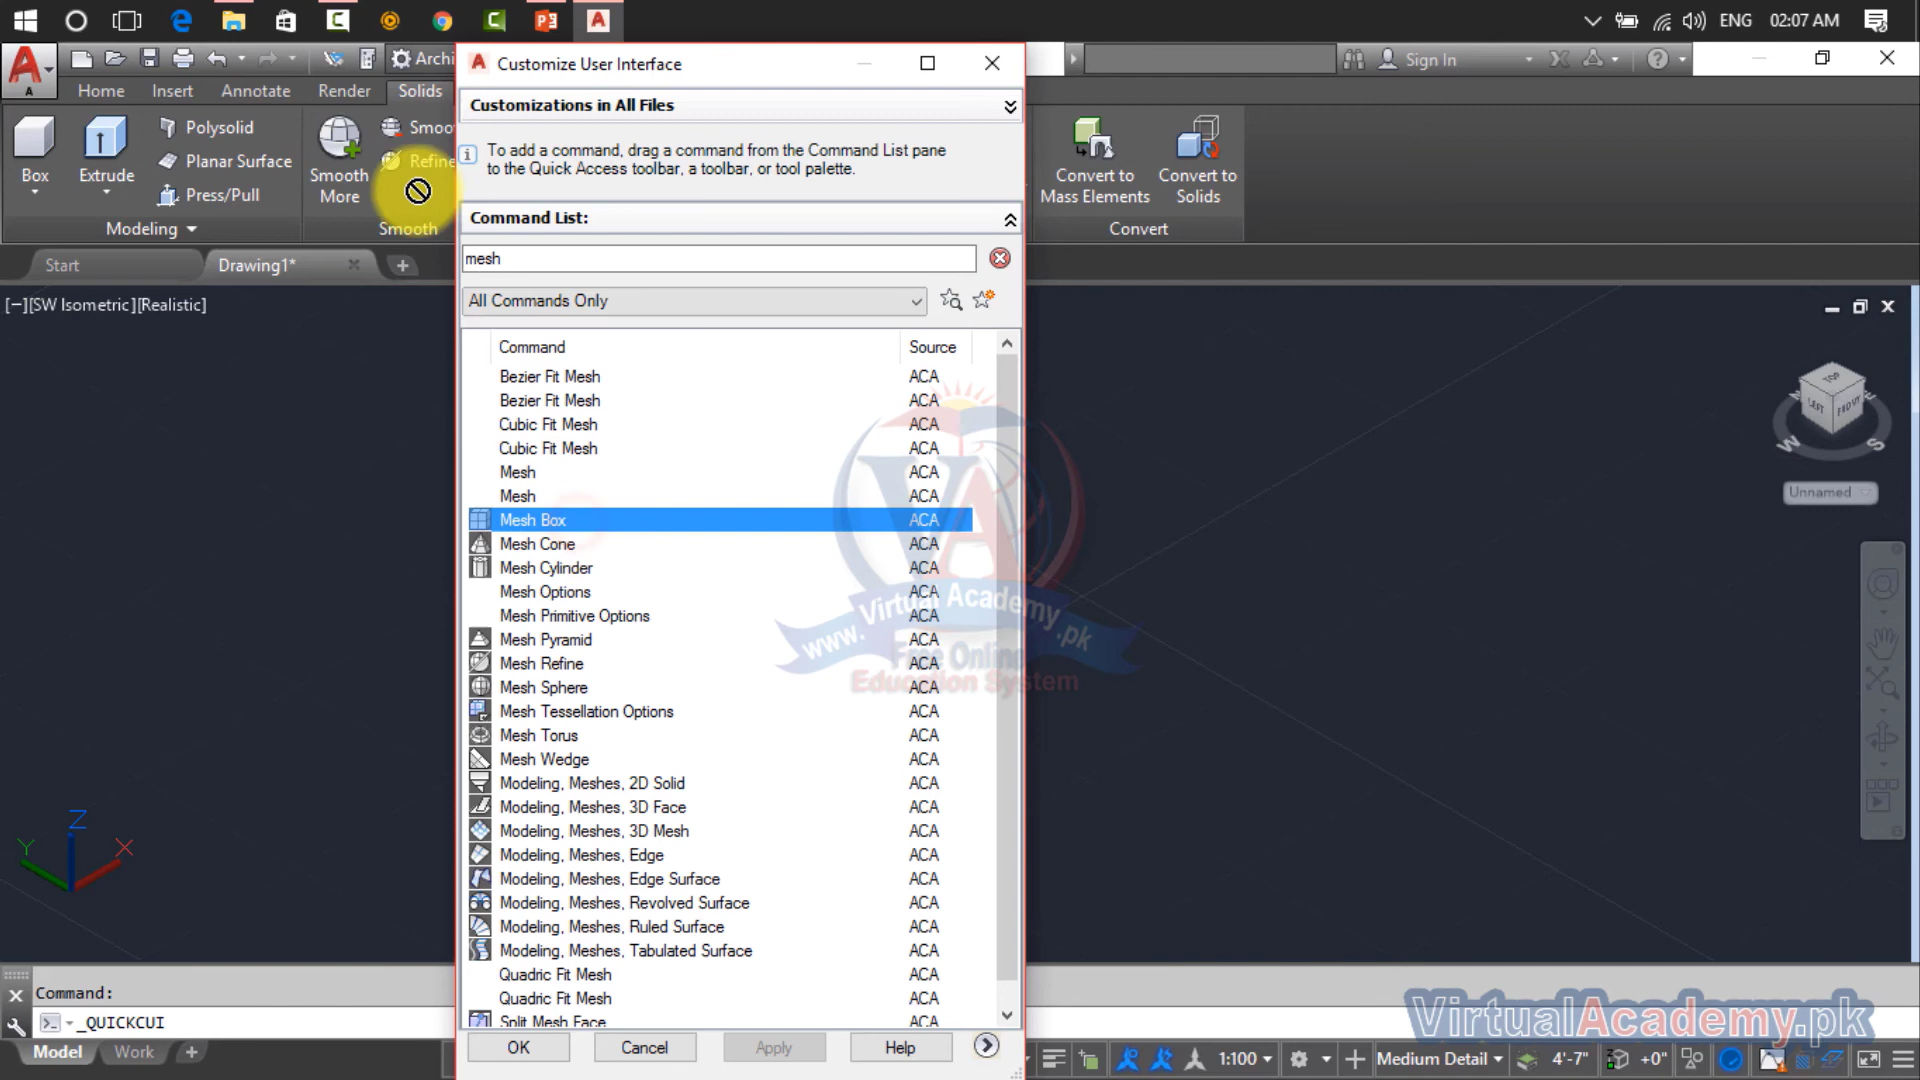 ENG 02:07 AM
A
Archi
Customize User Interface
Sign In
Home Insert Annotate Render Solids
Customizations in All Files
Box
Extrude
Polysolid
Planar Surface
Press/Pull
Modeling
Smooth More
Smoo
Refine
Smooth
To add a command, drag a command from the Command List pane
to the Quick Access toolbar, a toolbar, or tool palette.
Convert to Mass Elements
Convert to Solids
Convert
Command List:
mesh
Start
Drawing1*
[−][SW Isometric][Realistic]
All Commands Only
Command Source
Bezier Fit Mesh ACA
Bezier Fit Mesh ACA
Cubic Fit Mesh ACA
Cubic Fit Mesh ACA
Mesh ACA
Mesh ACA
Mesh Box ACA
Mesh Cone ACA
Mesh Cylinder ACA
Mesh Options ACA
Mesh Primitive Options ACA
Mesh Pyramid ACA
Mesh Refine ACA
Mesh Sphere ACA
Mesh Tessellation Options ACA
Mesh Torus ACA
Mesh Wedge ACA
Modeling, Meshes, 2D Solid ACA
Modeling, Meshes, 3D Face ACA
Modeling, Meshes, 3D Mesh ACA
Modeling, Meshes, Edge ACA
Modeling, Meshes, Edge Surface ACA
Modeling, Meshes, Revolved Surface ACA
Modeling, Meshes, Ruled Surface ACA
Modeling, Meshes, Tabulated Surface ACA
Quadric Fit Mesh ACA
Quadric Fit Mesh ACA
Split Mesh Face ACA
OK Cancel Apply Help
VA
www.VirtualAcademy.pk
Free Online
Education System
TOP
LEFT
FRONT
W
S
Unnamed
Z
Y
X
Command:
_QUICKCUI
Model Work
VirtualAcademy.pk
1:100
Medium Detail
4'-7"
+0"